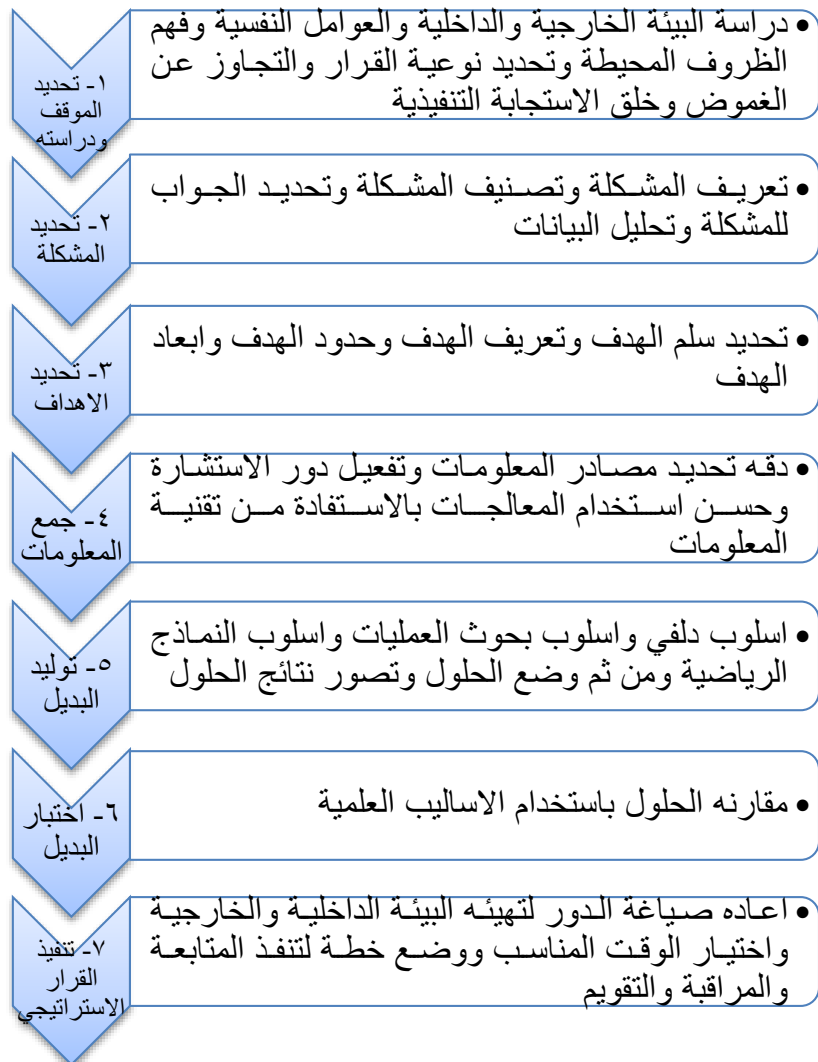 ١- تحديد
الموقف
ودراسته
• دراسة البيئة الخارجية والداخلية والعوامل النفسية وفهم
الظروف المحيطة وتحديد نوعية القرار والتجاوز عن
الغموض وخلق الاستجابة التنفيذية
٢- تحديد
المشكلة
• تعريف المشكلة وتصنيف المشكلة وتحديد الجواب
للمشكلة وتحليل البيانات
٣- تحديد
الاهداف
• تحديد سلم الهدف وتعريف الهدف وحدود الهدف وابعاد
الهدف
٤- جمع
المعلومات
• دقه تحديد مصادر المعلومات وتفعيل دور الاستشارة
وحسن استخدام المعالجات بالاستفادة من تقنية
المعلومات
٥- توليد
البديل
• اسلوب دلفي واسلوب بحوث العمليات واسلوب النماذج
الرياضية ومن ثم وضع الحلول وتصور نتائج الحلول
٦- اختبار
البديل
• مقارنه الحلول باستخدام الاساليب العلمية
٧- تنفيذ
القرار
الاستراتيجي
• اعاده صياغة الدور لتهيئه البيئة الداخلية والخارجية
واختيار الوقت المناسب ووضع خطة لتنفذ المتابعة
والمراقبة والتقويم